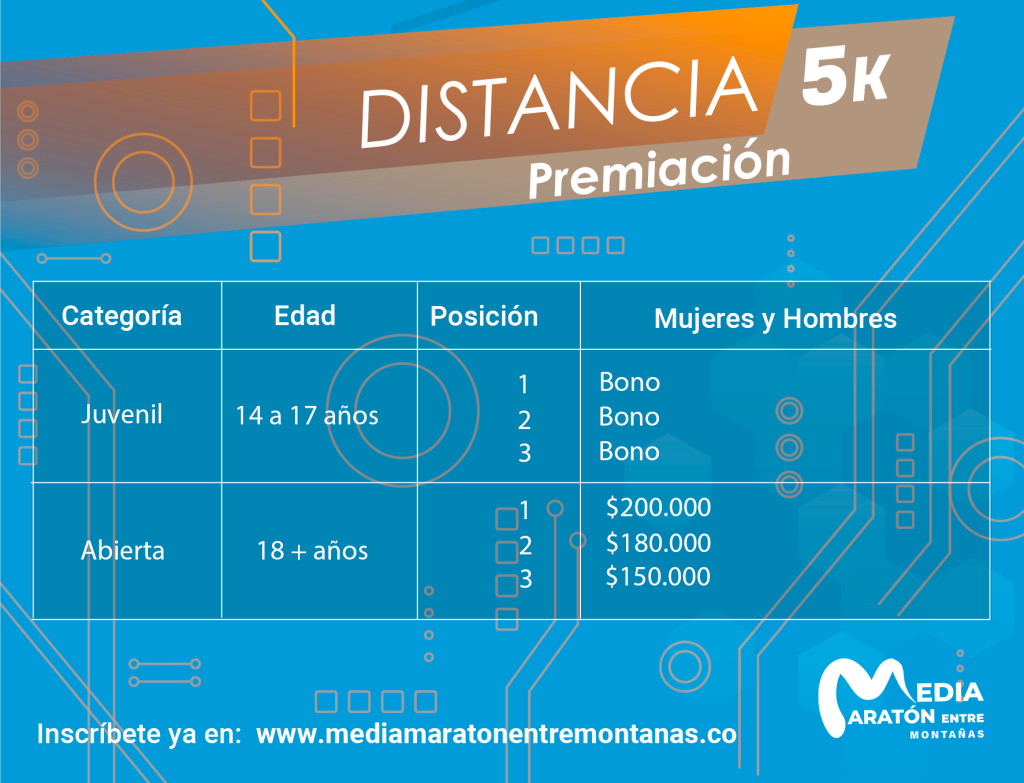 DISTANCIA 5K
Premiación
Categoría Edad Posición Mujeres y Hombres
Juvenil 14 a 17 años
1 Bono
2 Bono
3 Bono
Abierta 18 + años
1 $200.000
2 $180.000
3 $150.000
Inscríbete ya en: www.mediamaratonentremontanas.co
MEDIA
MARATÓN ENTRE
MONTAÑAS